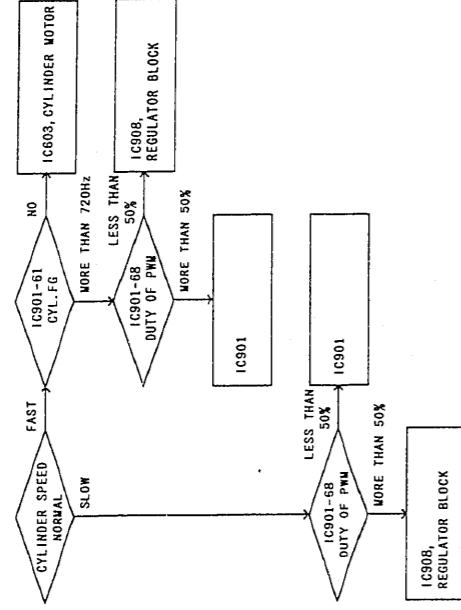 CYLINDER SPEED
NORMAL
FAST
SLOW
IC901-61
CYL.FG
NO
IC603,CYLINDER MOTOR
MORE THAN 720Hz
IC901-68
DUTY OF PWM
LESS THAN
50%
IC908,
REGULATOR BLOCK
MORE THAN 50%
IC901
IC901-68
DUTY OF PWM
LESS THAN
50%
IC901
MORE THAN 50%
IC908,
REGULATOR BLOCK